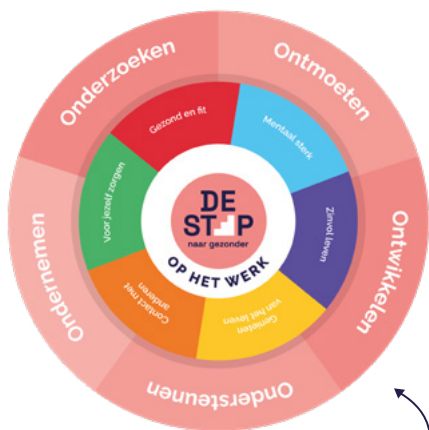 Onderzoeken
Ontmoeten
Ontwikkelen
Ondersteunen
Ondernemen
Gezond en fit
Mentaal sterk
Zinvol leven
Genieten
van het leven
Contact met
anderen
Voor jezelf zorgen
DE
STAP
naar gezonder
OP HET WERK